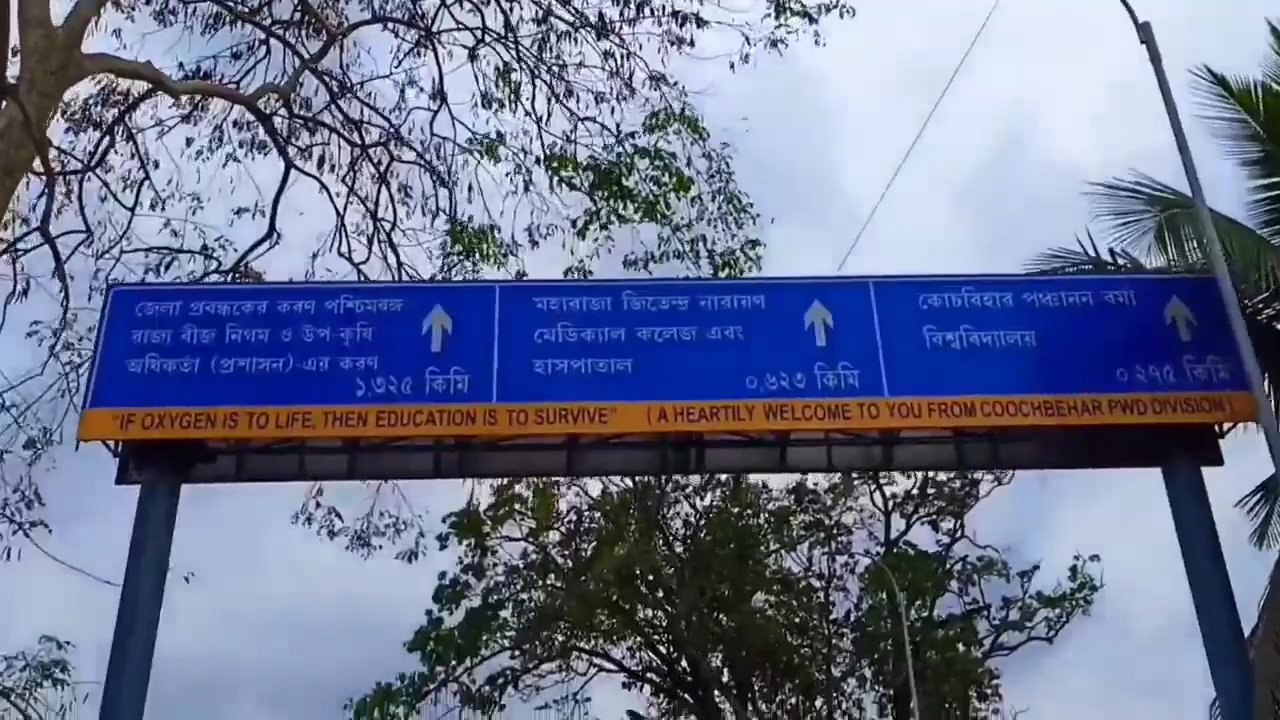 জেলা প্রবন্ধকের করণ পশ্চিমবঙ্গ
রাজ্য বীজ নিগম ও উপ-কৃষি
অধিকর্তা (প্রশাসন)-এর করণ
১.৩২৫ কিমি
মহারাজা জিতেন্দ্র নারায়ণ
মেডিক্যাল কলেজ এবং
হাসপাতাল
০.৬২৩ কিমি
কোচবিহার পঞ্চানন বর্মা
বিশ্ববিদ্যালয়
০.২৭৫ কিমি
"IF OXYGEN IS TO LIFE, THEN EDUCATION IS TO SURVIVE" ( A HEARTILY WELCOME TO YOU FROM COOCHBEHAR PWD DIVISION )